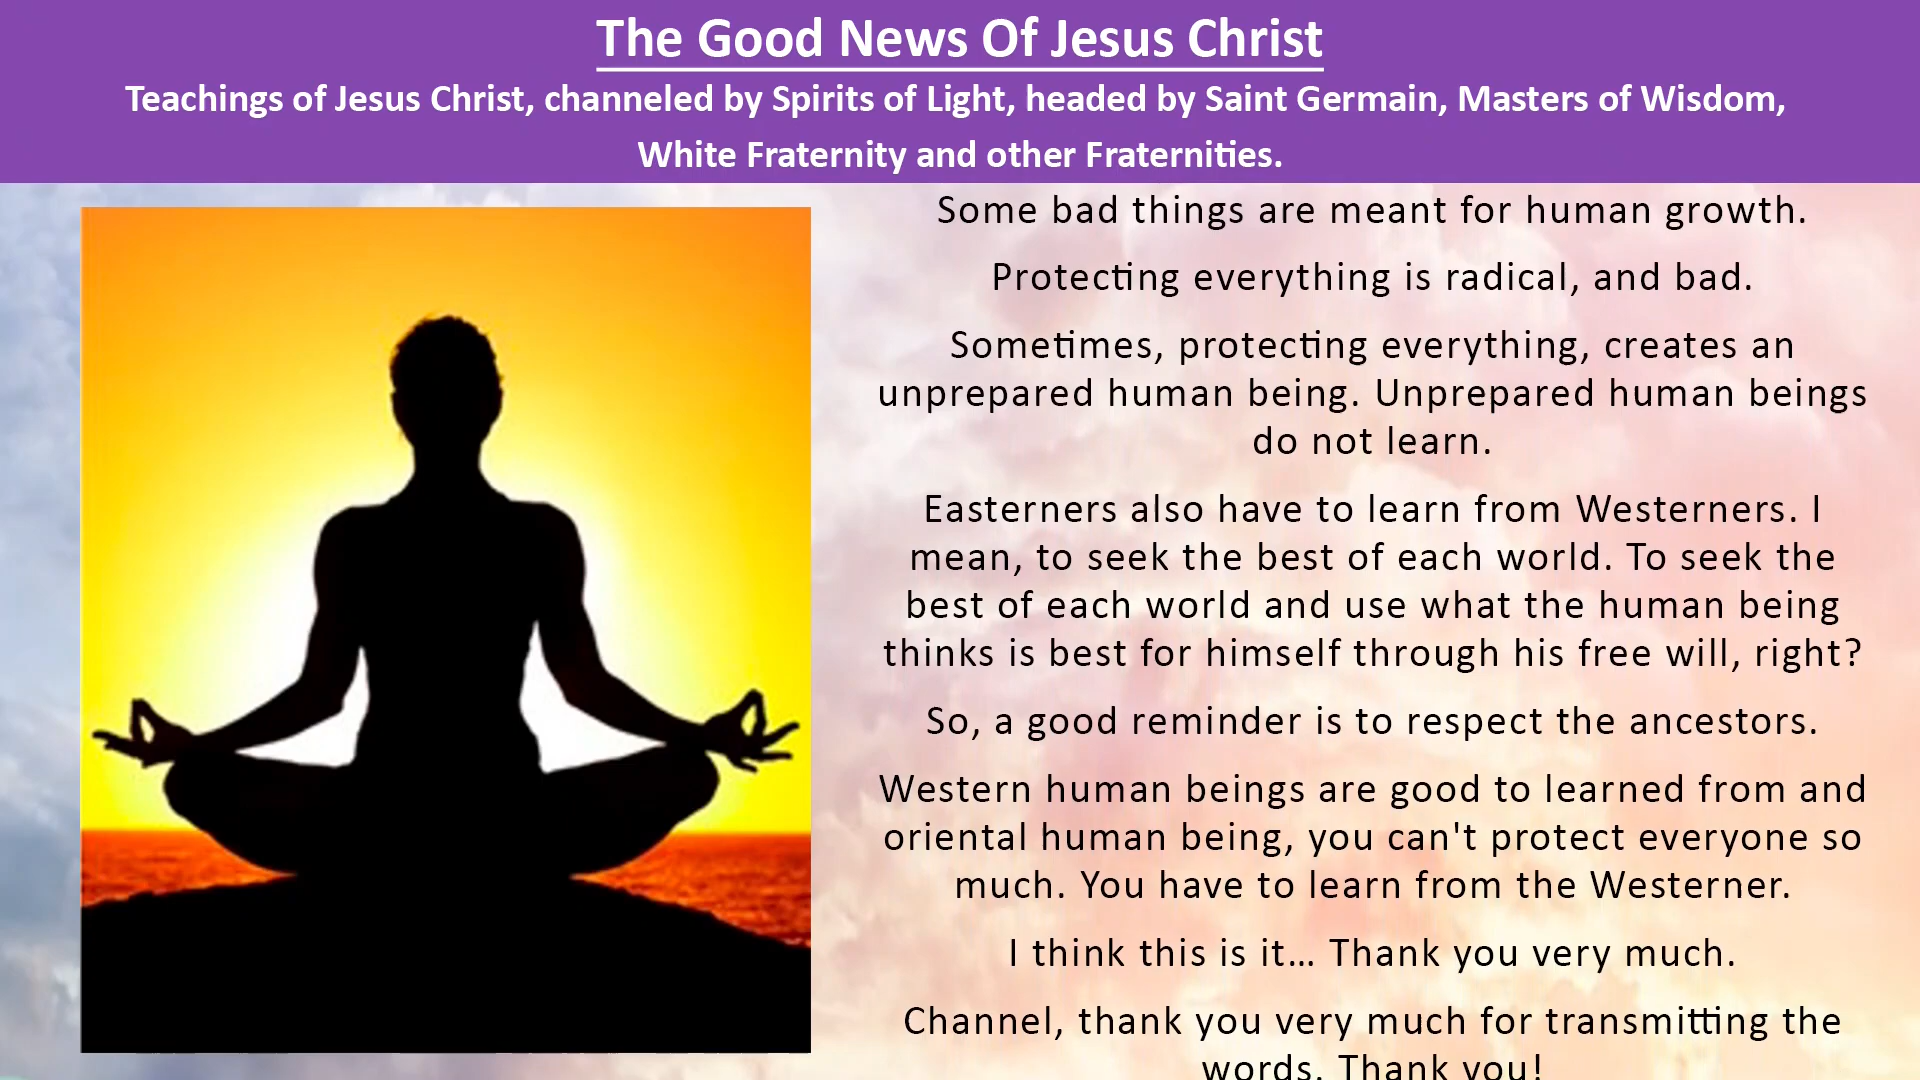 The Good News Of Jesus Christ
Teachings of Jesus Christ, channeled by Spirits of Light, headed by Saint Germain, Masters of Wisdom,
White Fraternity and other Fraternities.
Some bad things are meant for human growth.
Protecting everything is radical, and bad.
Sometimes, protecting everything, creates an
unprepared human being. Unprepared human beings
do not learn.
Easterners also have to learn from Westerners. I
mean, to seek the best of each world. To seek the
best of each world and use what the human being
thinks is best for himself through his free will, right?
So, a good reminder is to respect the ancestors.
Western human beings are good to learned from and
oriental human being, you can't protect everyone so
much. You have to learn from the Westerner.
I think this is it… Thank you very much.
Channel, thank you very much for transmitting the
words. Thank you!